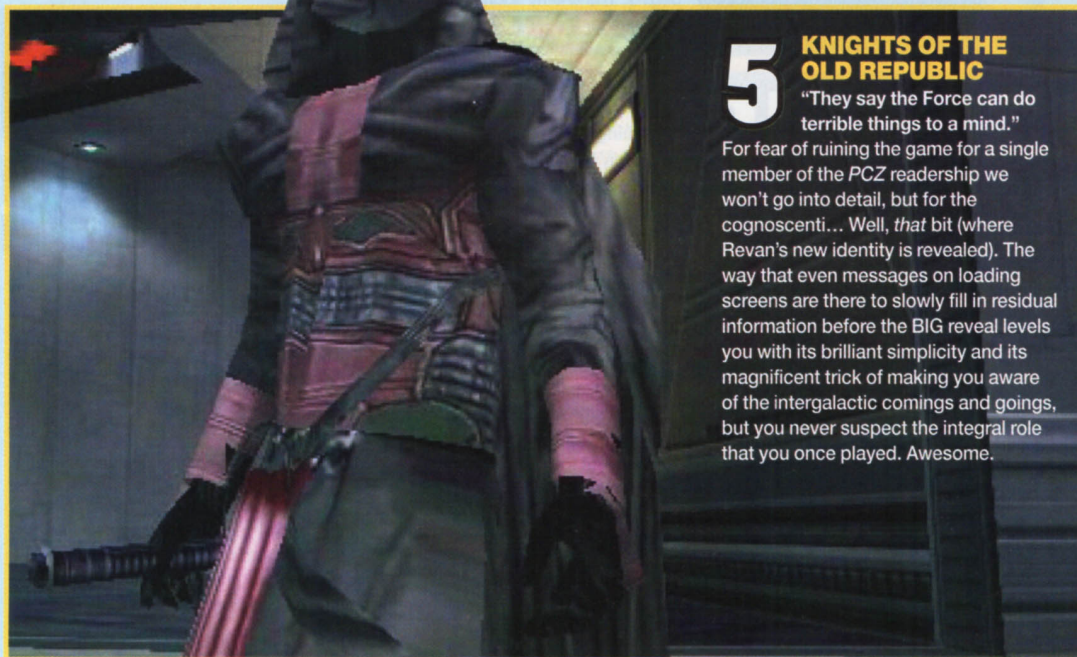 5
KNIGHTS OF THE
OLD REPUBLIC
“They say the Force can do
terrible things to a mind.”
For fear of ruining the game for a single
member of the PCZ readership we
won’t go into detail, but for the
cognoscenti... Well, that bit (where
Revan’s new identity is revealed). The
way that even messages on loading
screens are there to slowly fill in residual
information before the BIG reveal levels
you with its brilliant simplicity and its
magnificent trick of making you aware
of the intergalactic comings and goings,
but you never suspect the integral role
that you once played. Awesome.